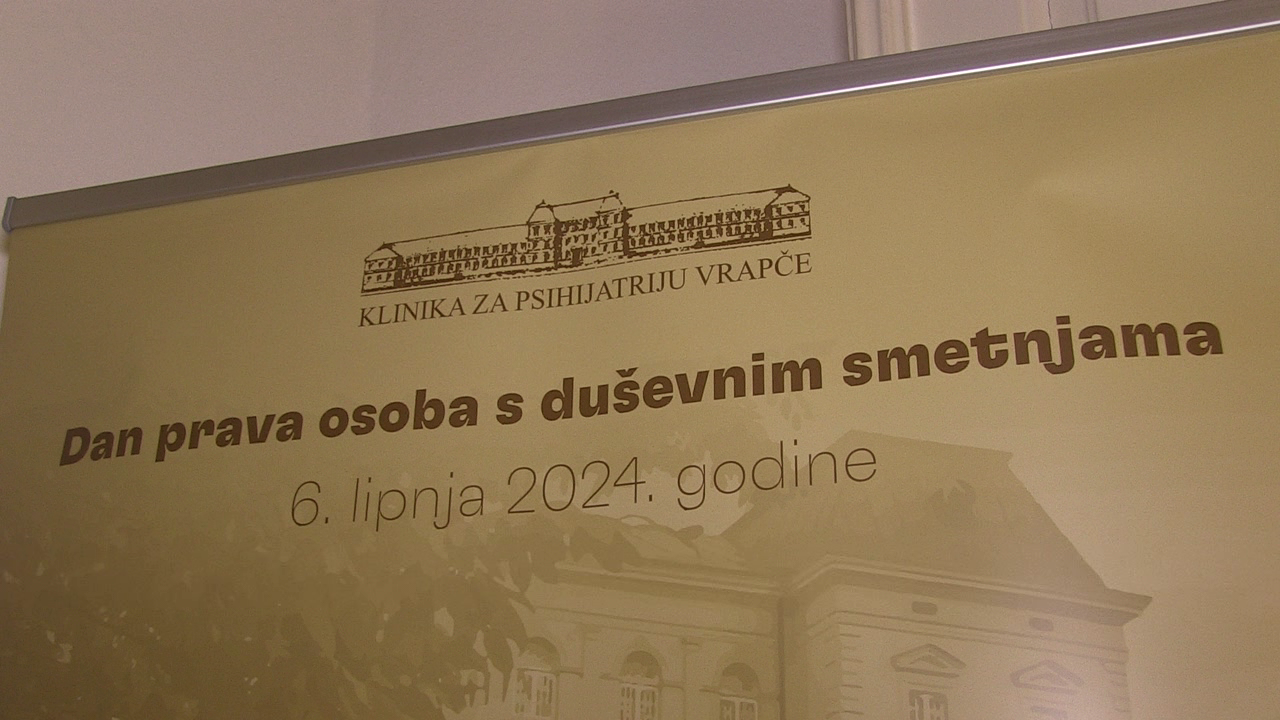 KLINIKA ZA PSIHIJATRIJU VRAPČE
Dan prava osoba s duševnim smetnjama
6. lipnja 2024. godine